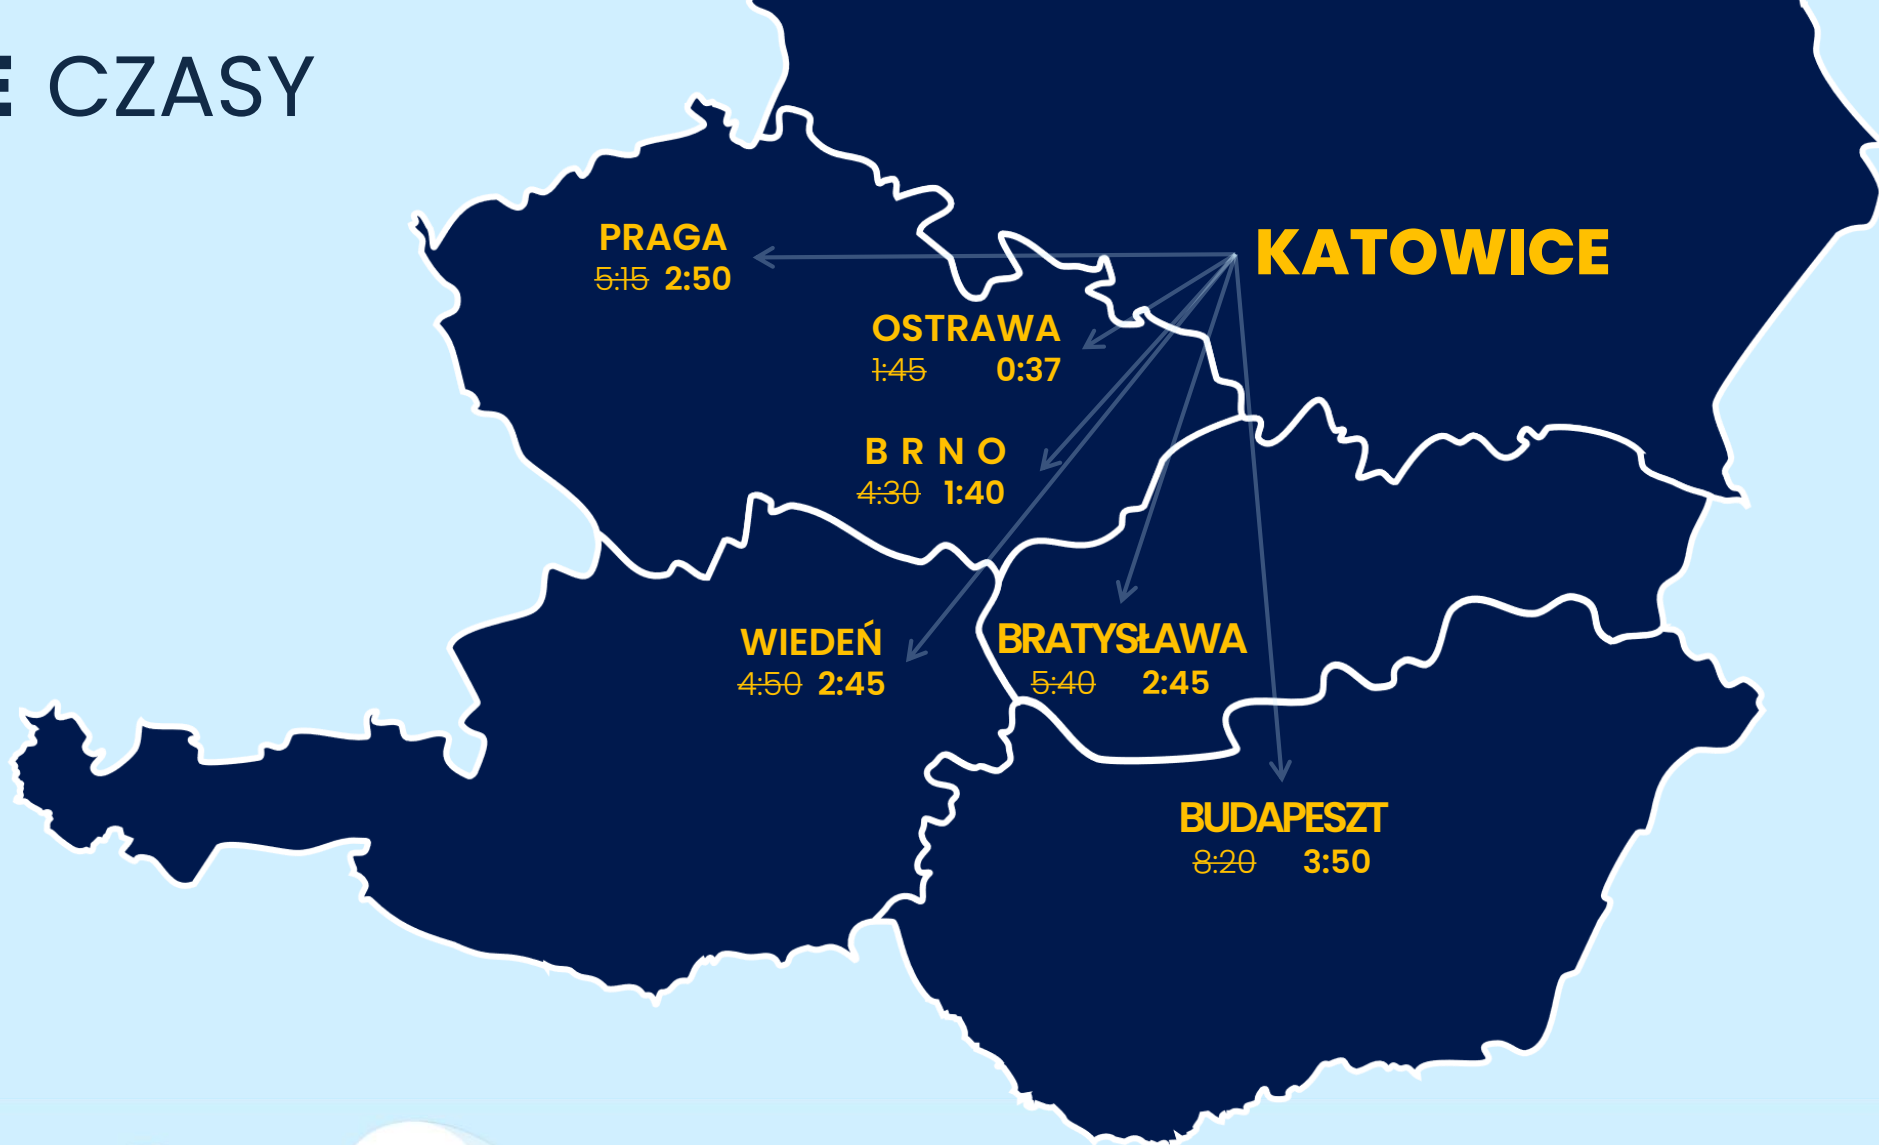 E CZASY
PRAGA
5:15 2:50
KATOWICE
OSTRAWA
1:45 0:37
BRNO
4:30 1:40
WIEDEŃ
4:50 2:45
BRATYSŁAWA
5:40 2:45
BUDAPESZT
8:20 3:50